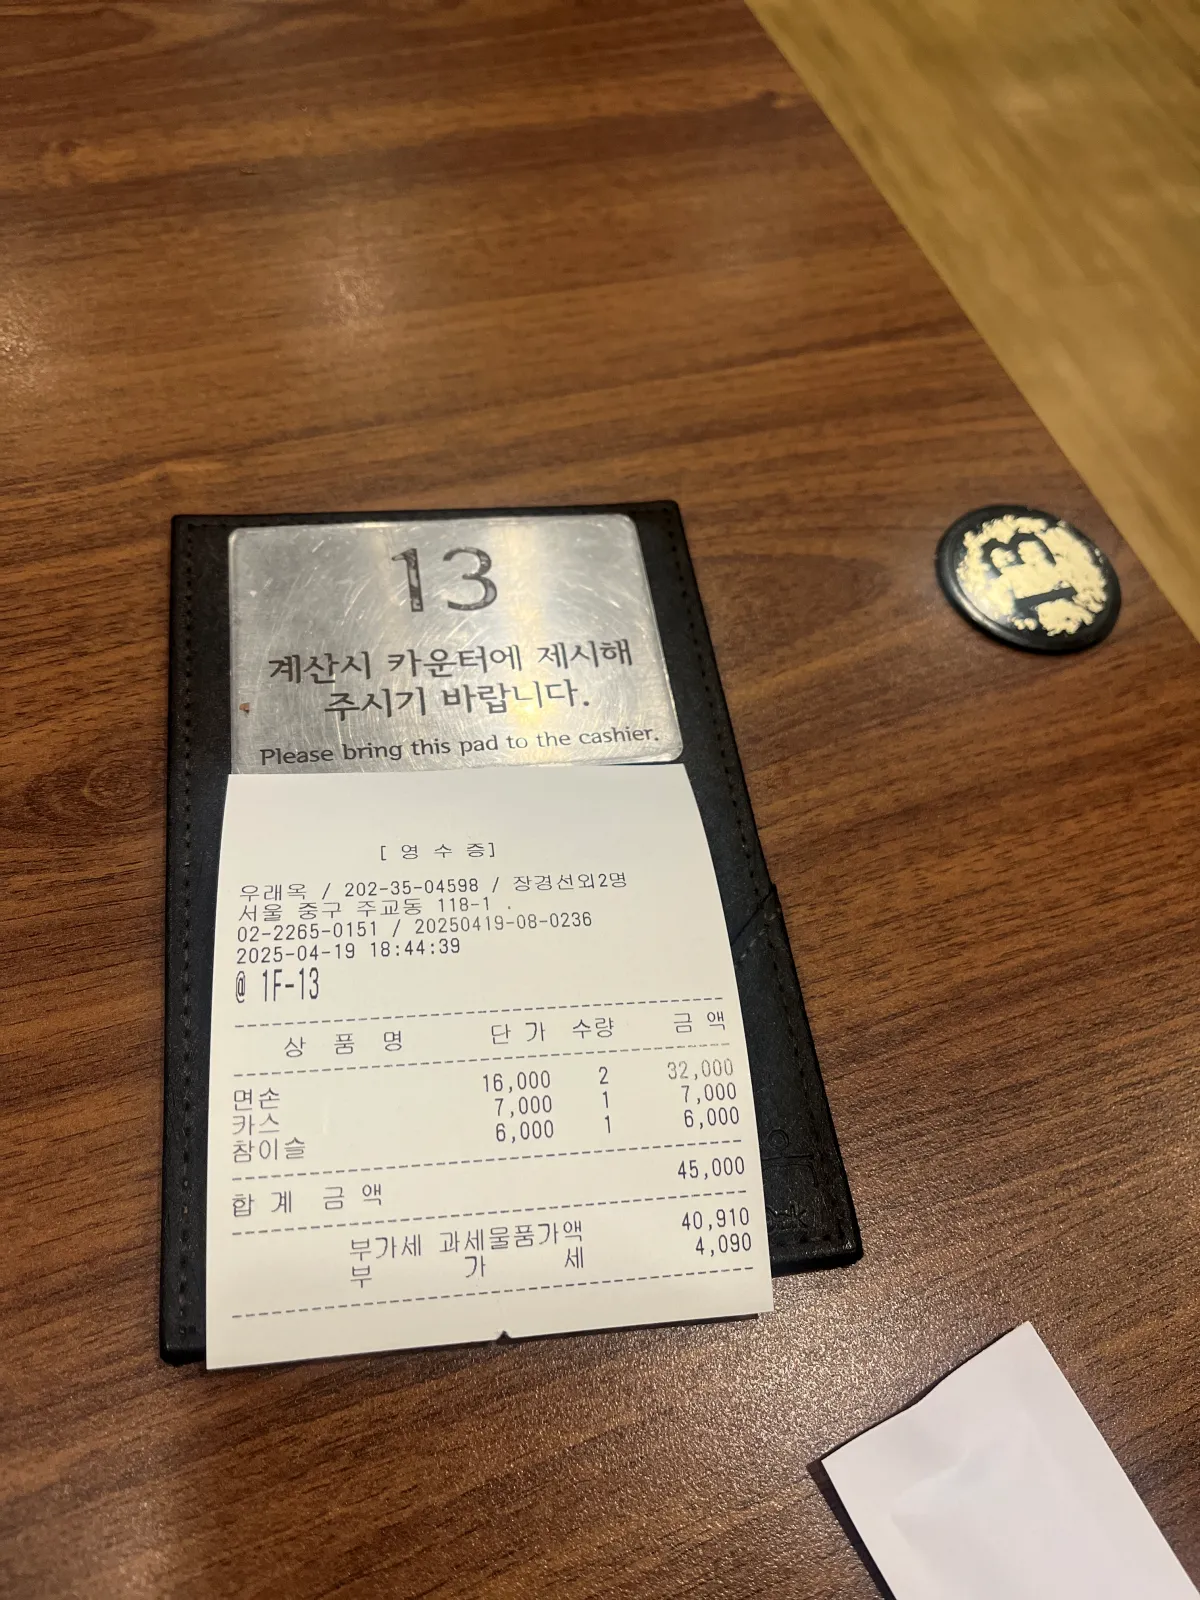 13
계산시 카운터에 제시해
주시기 바랍니다.
Please bring this pad to the cashier.
[ 영 수 증]
우래옥 / 202-35-04598 / 장경선외2명
서울 중구 주교동 118-1 .
02-2265-0151 / 20250419-08-0236
2025-04-19 18:44:39
@ 1F-13
상 품 명 단 가 수량 금 액
면손 16,000 2 32,000
카스 7,000 1 7,000
참이슬 6,000 1 6,000
합 계 금 액 45,000
부가세 과세물품가액 40,910
부 가 세 4,090
13